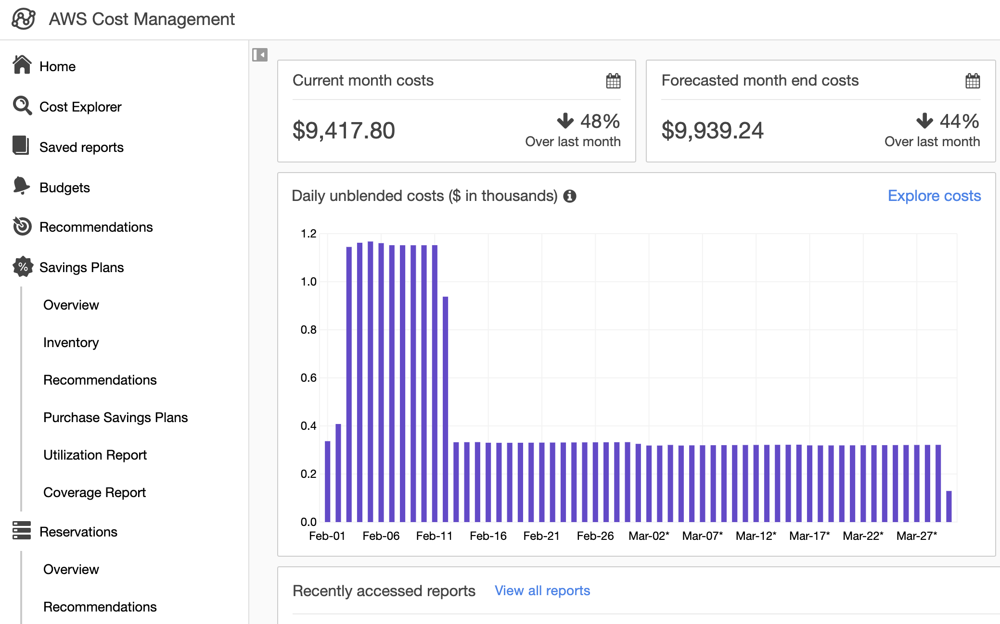 AWS Cost Management
Home
Cost Explorer
Saved reports
Budgets
Recommendations
%
Savings Plans
Overview
Inventory
Recommendations
Purchase Savings Plans
Utilization Report
Coverage Report
Reservations
Overview
Recommendations
Current month costs
$9,417.80
48%
Over last month
Forecasted month end costs
$9,939.24
44%
Over last month
Daily unblended costs ($ in thousands)
Explore costs
1.2
1.0
0.8
0.6
0.4
0.2
0.0
Feb-01 Feb-06 Feb-11 Feb-16 Feb-21 Feb-26 Mar-02* Mar-07* Mar-12* Mar-17* Mar-22* Mar-27*
Recently accessed reports View all reports